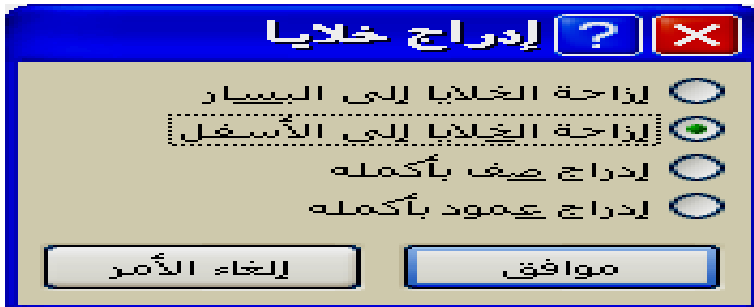 إدراج خلايا
إزاحة الخلايا إلى اليسار
إزاحة الخلايا إلى الأسفل
إدراج صف بأكمله
إدراج عمود بأكمله
موافق
إلغاء الأمر